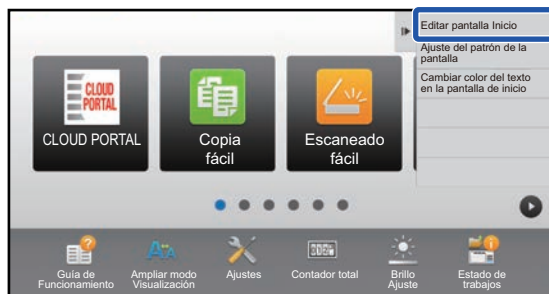 Editar pantalla Inicio
Ajuste del patrón de la
pantalla
Cambiar color del texto
en la pantalla de inicio
CLOUD
PORTAL
CLOUD PORTAL
Copia
fácil
Escaneado
fácil
Guía de
Funcionamiento
Ampliar modo
Visualización
Ajustes
Contador total
Brillo
Ajuste
Estado de
trabajos